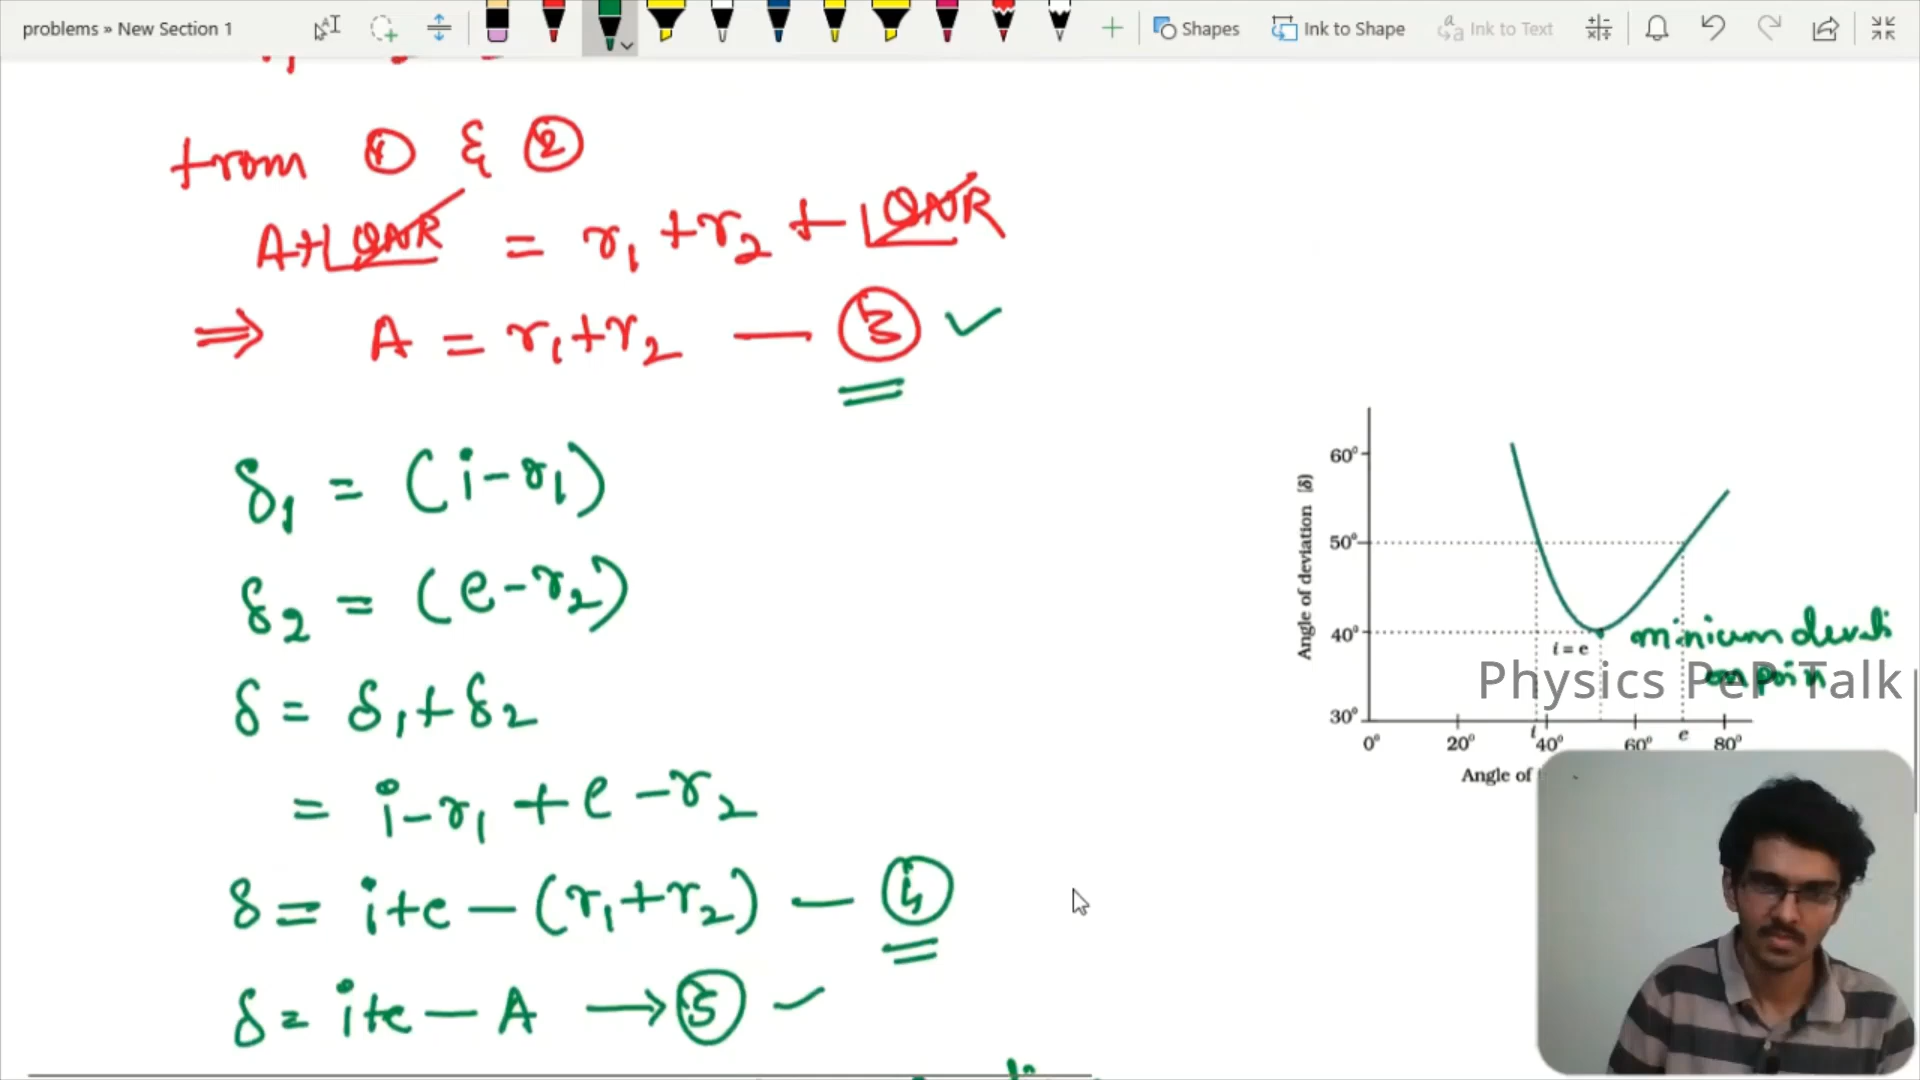 problems » New Section 1
Shapes
Ink to Shape
Ink to Text
from ① & ②
A+∟QNR = r₁+r₂+∟QNR
⇒ A = r₁+r₂ — ③ ✓
δ₁ = (i-r₁)
δ₂ = (e-r₂)
δ = δ₁+δ₂
= i-r₁+e-r₂
δ = i+e-(r₁+r₂) — ④
δ = i+e-A → ⑤ ✓
Angle of deviation (δ)
60°
50°
40°
30°
i = e
Physics PeP Talk
0° 20° i 40° 60° e 80°
Angle of